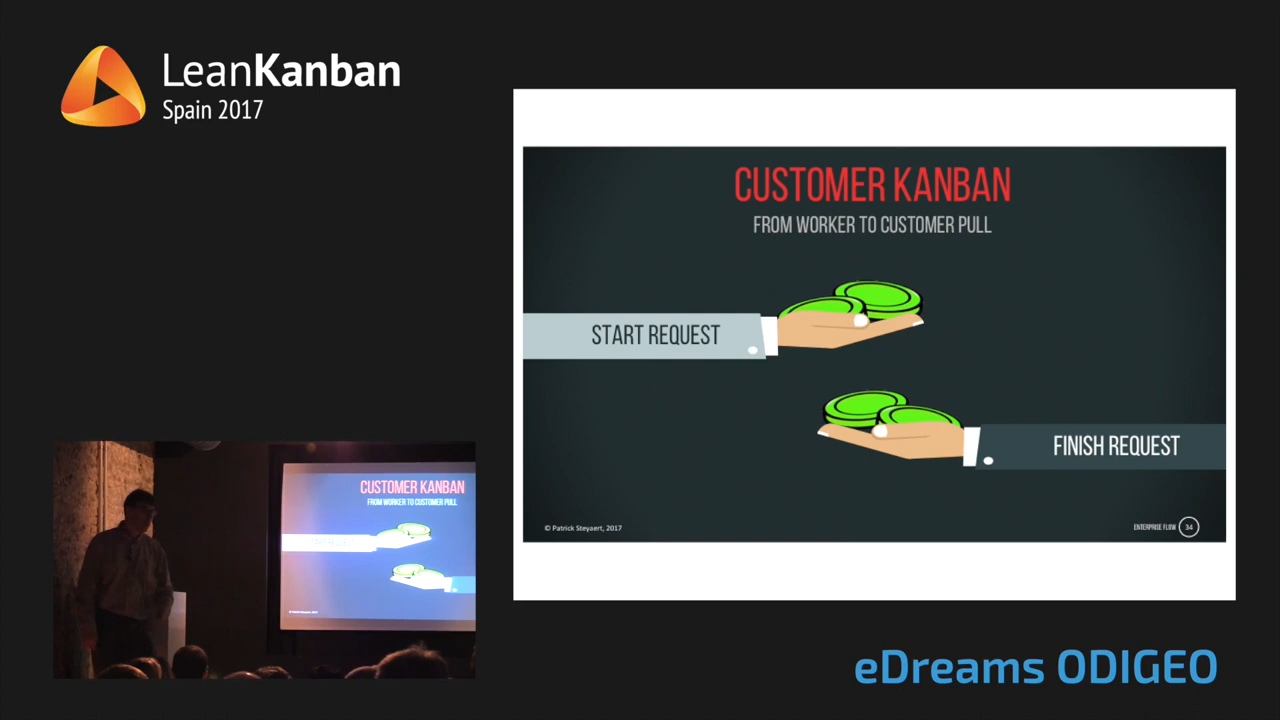 LeanKanban
Spain 2017
CUSTOMER KANBAN
FROM WORKER TO CUSTOMER PULL
START REQUEST
FINISH REQUEST
© Patrick Steyaert, 2017
ENTERPRISE FLOW 34
CUSTOMER KANBAN
FROM WORKER TO CUSTOMER PULL
eDreams ODIGEO